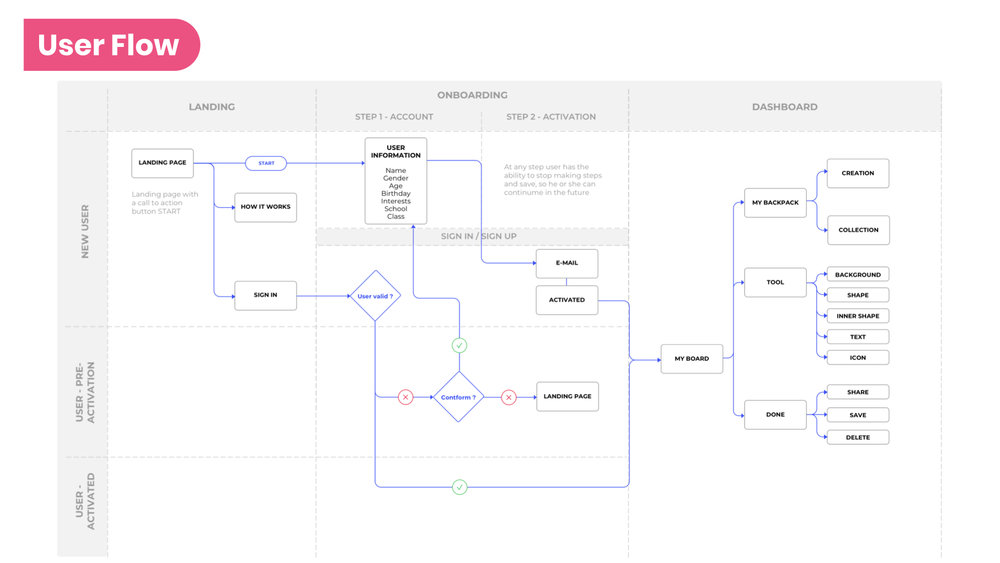 User Flow
LANDING
ONBOARDING
STEP 1 - ACCOUNT
STEP 2 - ACTIVATION
DASHBOARD
NEW USER
LANDING PAGE
Landing page with
a call to action
button START
START
HOW IT WORKS
SIGN IN
USER
INFORMATION
Name
Gender
Age
Birthday
Interests
School
Class
At any step user has the
ability to stop making steps
and save, so he or she can
continume in the future
SIGN IN / SIGN UP
User valid ?
E-MAIL
ACTIVATED
MY BACKPACK
CREATION
COLLECTION
TOOL
BACKGROUND
SHAPE
INNER SHAPE
TEXT
ICON
USER - PRE-
ACTIVATION
Contform ?
LANDING PAGE
MY BOARD
DONE
SHARE
SAVE
DELETE
USER -
ACTIVATED